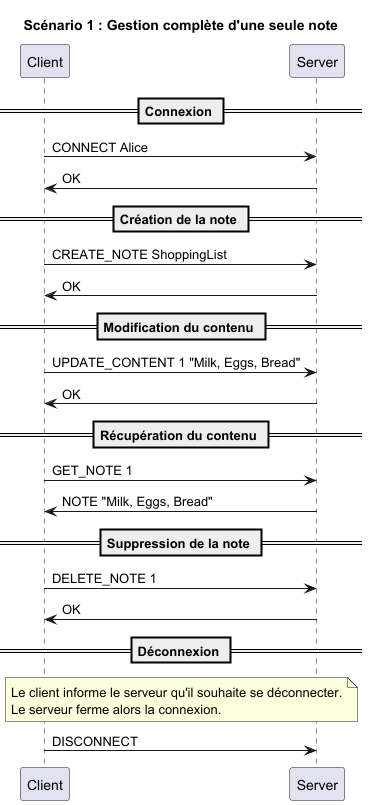 Scénario 1 : Gestion complète d'une seule note
Client Server
Connexion
CONNECT Alice
OK
Création de la note
CREATE_NOTE ShoppingList
OK
Modification du contenu
UPDATE_CONTENT 1 "Milk, Eggs, Bread"
OK
Récupération du contenu
GET_NOTE 1
NOTE "Milk, Eggs, Bread"
Suppression de la note
DELETE_NOTE 1
OK
Déconnexion
Le client informe le serveur qu'il souhaite se déconnecter.
Le serveur ferme alors la connexion.
DISCONNECT
Client Server